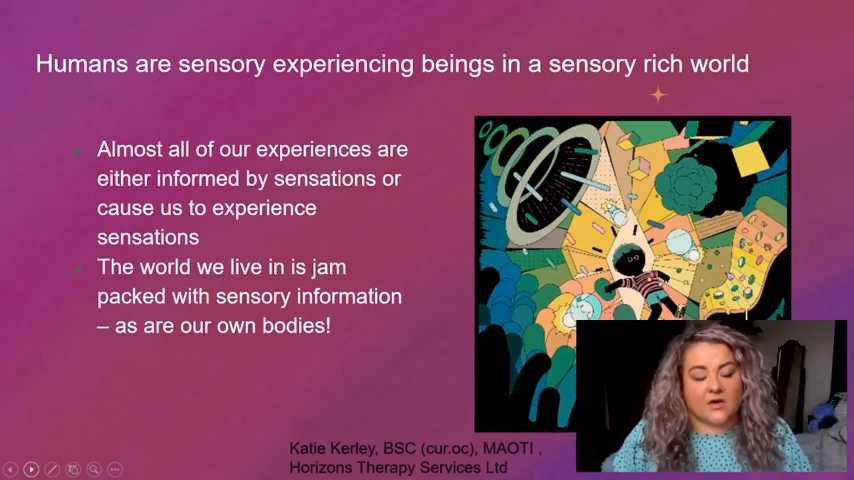 Humans are sensory experiencing beings in a sensory rich world
Almost all of our experiences are
either informed by sensations or
cause us to experience
sensations
The world we live in is jam
packed with sensory information
– as are our own bodies!
Katie Kerley, BSC (cur.oc), MAOTI ,
Horizons Therapy Services Ltd